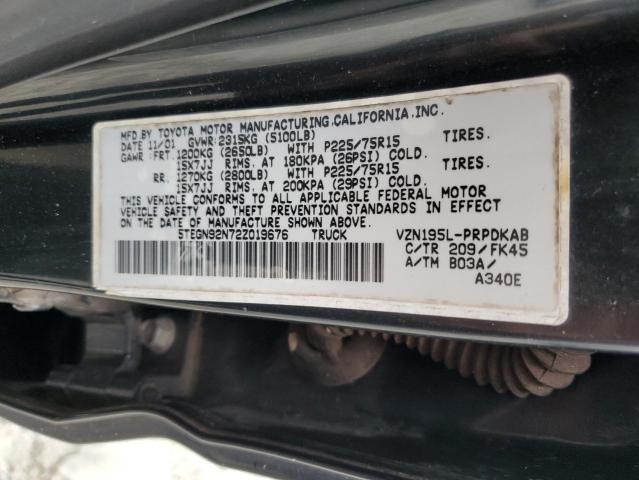 MFD BY TOYOTA MOTOR MANUFACTURING,CALIFORNIA.INC.
DATE 11/01 GVWR:2315KG (5100LB)
GAWR: FRT.1200KG (2650LB) WITH P225/75R15 TIRES.
15X7JJ RIMS. AT 180KPA (26PSI) COLD.
RR. 1270KG (2800LB) WITH P225/75R15 TIRES.
15X7JJ RIMS. AT 200KPA (29PSI) COLD.
THIS VEHICLE CONFORMS TO ALL APPLICABLE FEDERAL MOTOR
VEHICLE SAFETY AND THEFT PREVENTION STANDARDS IN EFFECT
ON THE DATE OF MANUFACTURE SHOWN ABOVE.
5TEGN92N72Z019676 TRUCK VZN195L-PRPDKAB
C/TR 209/FK45
A/TM B03A/
A340E